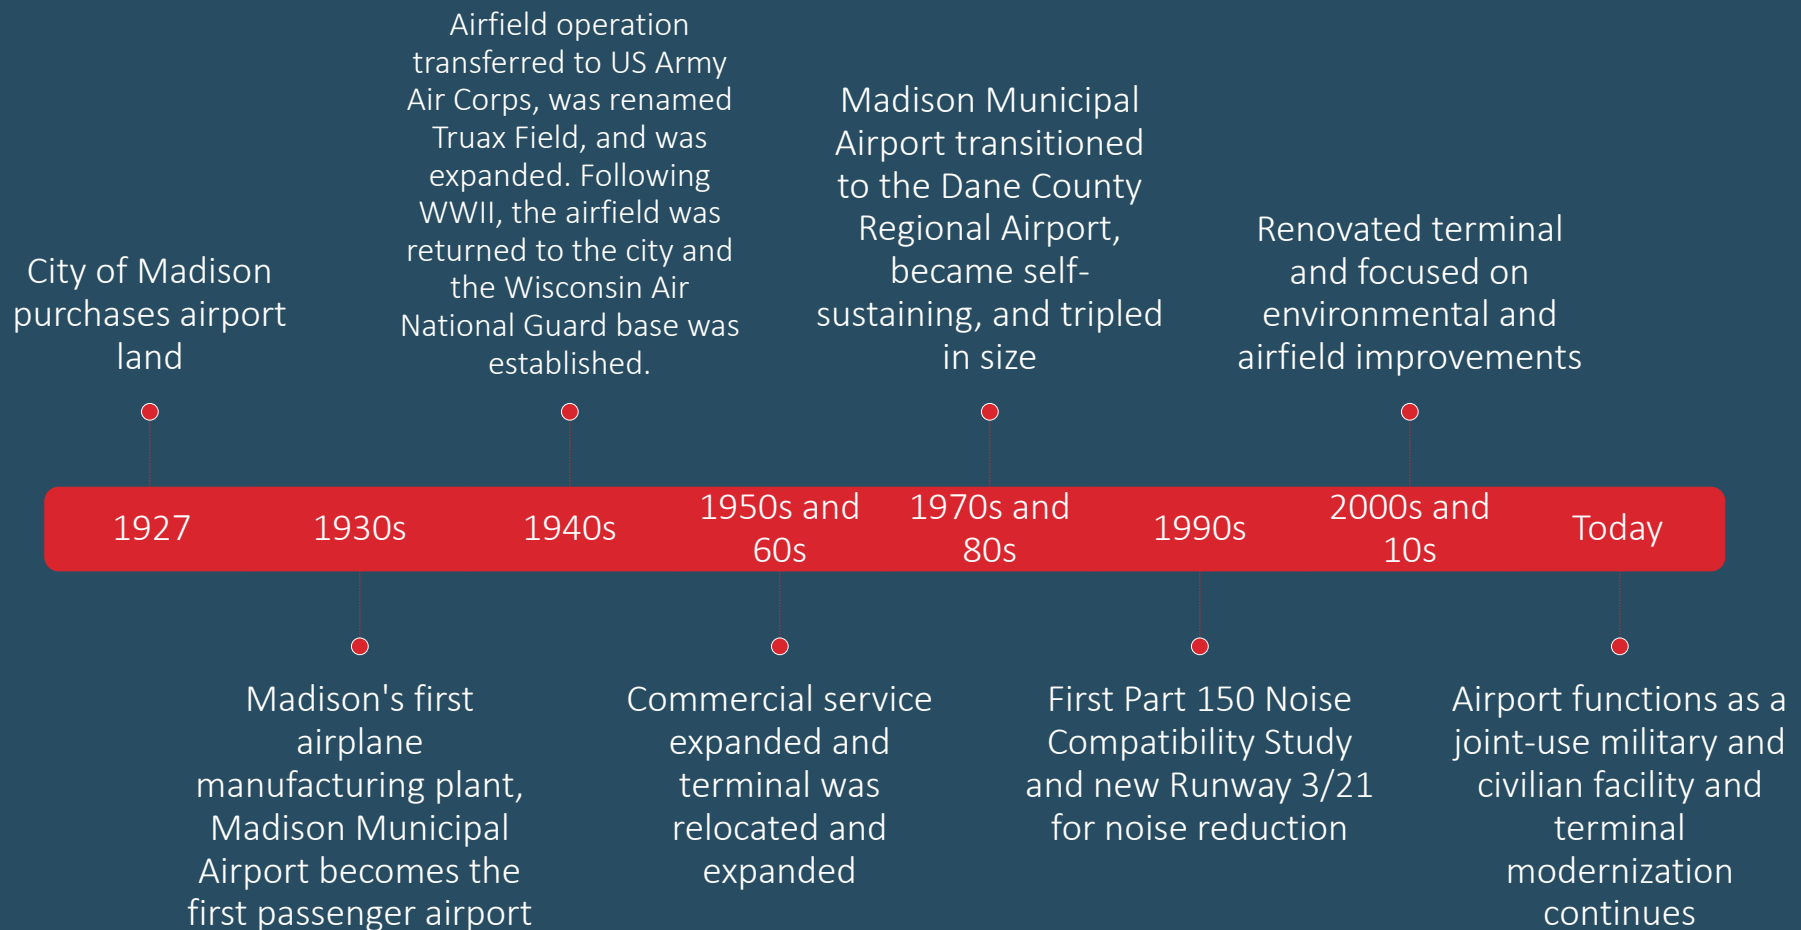 City of Madison
purchases airport
land
1927
Madison's first
airplane
manufacturing plant,
Madison Municipal
Airport becomes the
first passenger airport
1930s
Airfield operation
transferred to US Army
Air Corps, was renamed
Truax Field, and was
expanded. Following
WWII, the airfield was
returned to the city and
the Wisconsin Air
National Guard base was
established.
1940s
Commercial service
expanded and
terminal was
relocated and
expanded
1950s and
60s
Madison Municipal
Airport transitioned
to the Dane County
Regional Airport,
became self-
sustaining, and tripled
in size
1970s and
80s
First Part 150 Noise
Compatibility Study
and new Runway 3/21
for noise reduction
1990s
Renovated terminal
and focused on
environmental and
airfield improvements
2000s and
10s
Airport functions as a
joint-use military and
civilian facility and
terminal
modernization
continues
Today